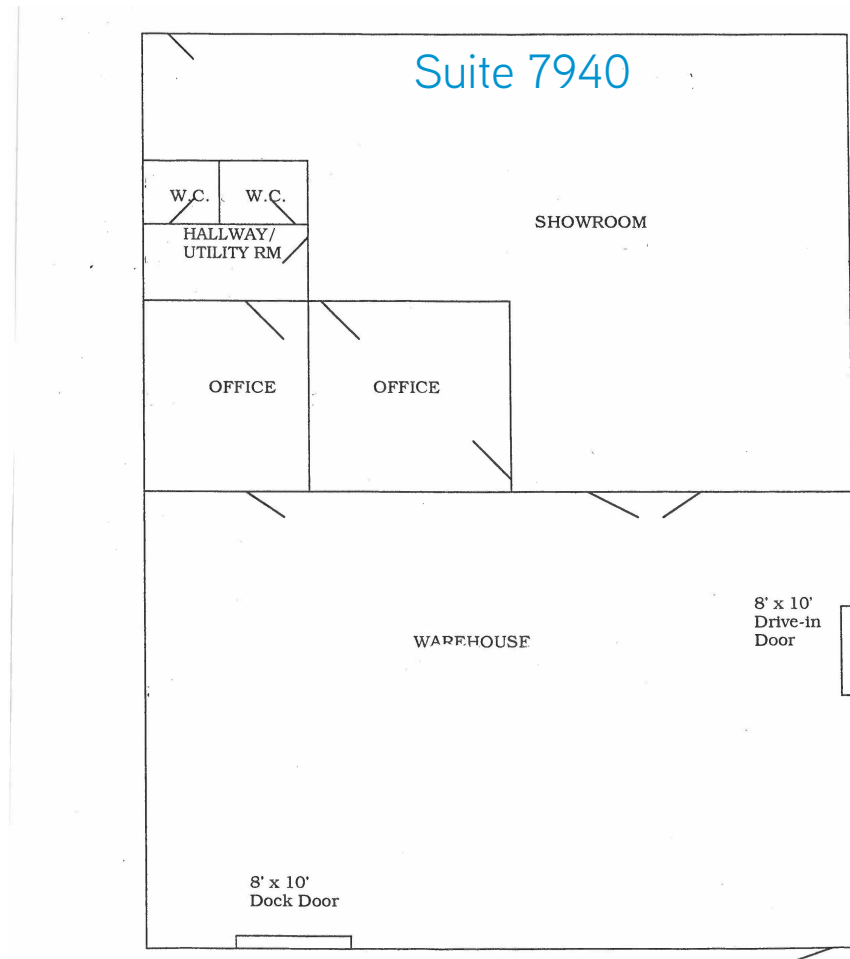 Suite 7940
W.C. W.C.
SHOWROOM
HALLWAY/
UTILITY RM
OFFICE OFFICE
8' x 10'
Drive-in
Door
WAREHOUSE
8' x 10'
Dock Door